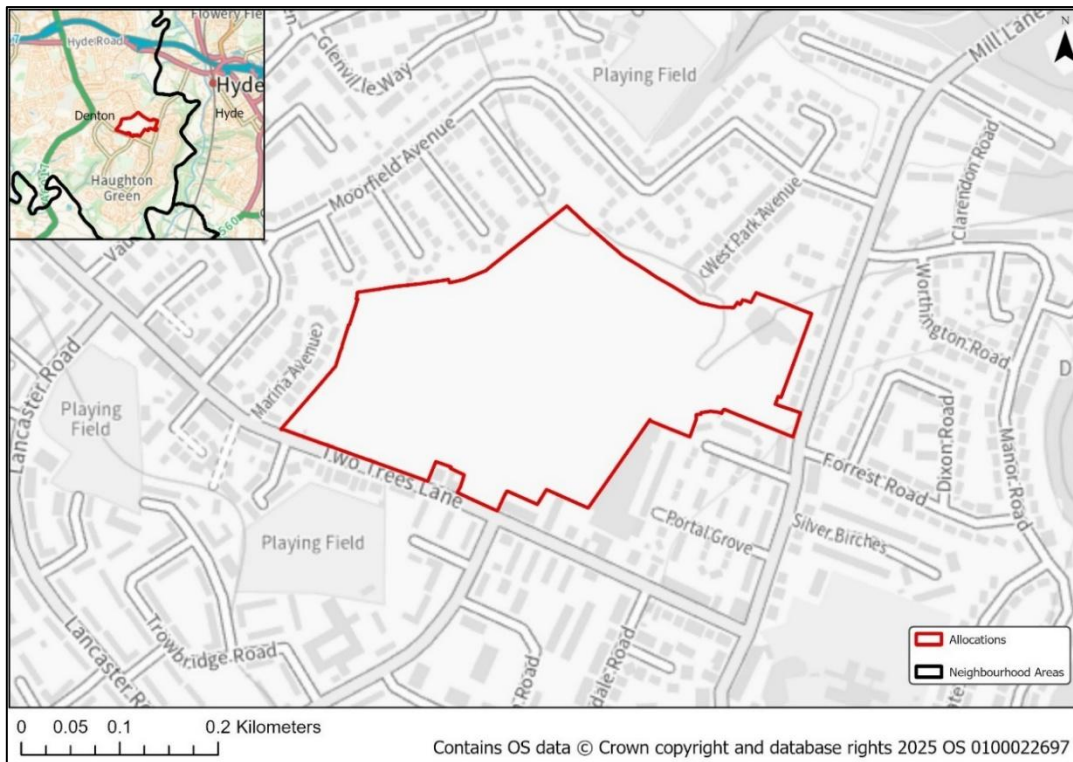 Flowery Fie
Hyde Road
Hyde
Hyde
Denton
Haughton
Green
N
Glenville Way
Playing Field
Mill Lane
Moorfield Avenue
Clarendon Road
West Park Avenue
Worthington Road
Marina Avenue
Lancaster Road
Playing
Field
Two Trees Lane
Forrest Road
Dixon Road
Manor Road
Playing Field
Portal Grove
Silver Birches
Trowbridge Road
Lancaster R
Road
dale Road
Allocations
Neighbourhood Areas
0 0.05 0.1 0.2 Kilometers
Contains OS data © Crown copyright and database rights 2025 OS 0100022697